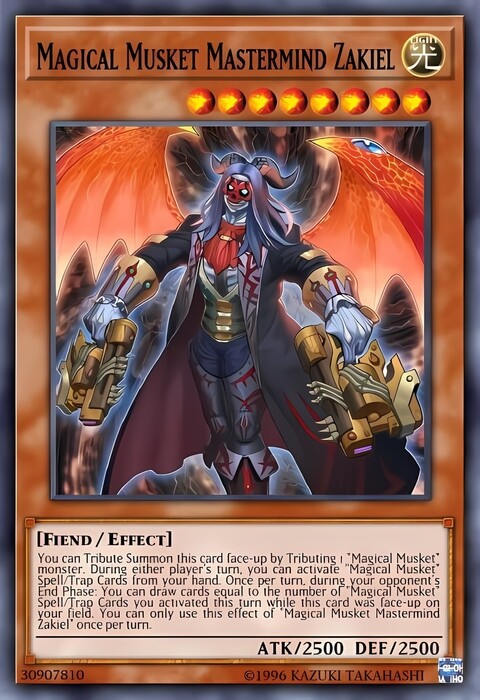 MAGICAL MUSKET MASTERMIND ZAKIEL
LIGHT
光
[FIEND / EFFECT]
You can Tribute Summon this card face-up by Tributing 1 "Magical Musket"
monster. During either player's turn, you can activate "Magical Musket"
Spell/Trap Cards from your hand. Once per turn, during your opponent's
End Phase: You can draw cards equal to the number of "Magical Musket"
Spell/Trap Cards you activated this turn while this card was face-up on
your field. You can only use this effect of "Magical Musket Mastermind
Zakiel" once per turn.
ATK/2500 DEF/2500
30907810
©1996 KAZUKI TAKAHASHI